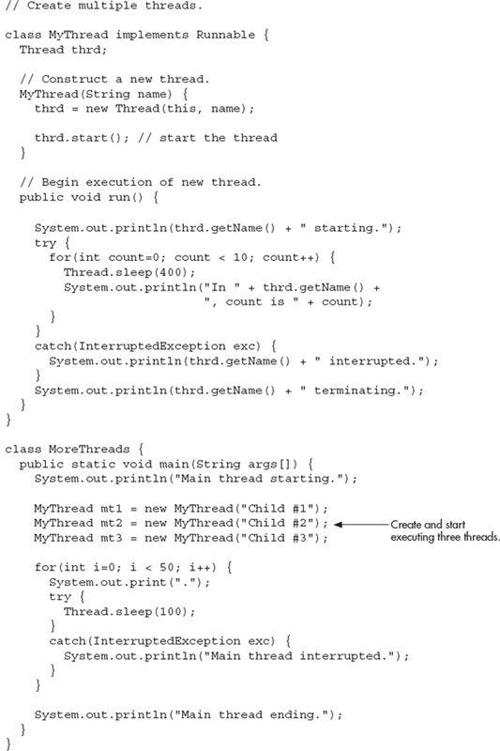 // Create multiple threads.

class MyThread implements Runnable {
  Thread thrd;

  // Construct a new thread.
  MyThread(String name) {
    thrd = new Thread(this, name);

    thrd.start(); // start the thread
  }

  // Begin execution of new thread.
  public void run() {

    System.out.println(thrd.getName() + " starting.");
    try {
      for(int count=0; count < 10; count++) {
        Thread.sleep(400);
        System.out.println("In " + thrd.getName() +
                           ", count is " + count);
      }
    }
    catch(InterruptedException exc) {
      System.out.println(thrd.getName() + " interrupted.");
    }
    System.out.println(thrd.getName() + " terminating.");
  }
}

class MoreThreads {
  public static void main(String args[]) {
    System.out.println("Main thread starting.");

    MyThread mt1 = new MyThread("Child #1");
    MyThread mt2 = new MyThread("Child #2");
    MyThread mt3 = new MyThread("Child #3");
Create and start
executing three threads.

    for(int i=0; i < 50; i++) {
      System.out.print(".");
      try {
        Thread.sleep(100);
      }
      catch(InterruptedException exc) {
        System.out.println("Main thread interrupted.");
      }
    }

    System.out.println("Main thread ending.");
  }
}